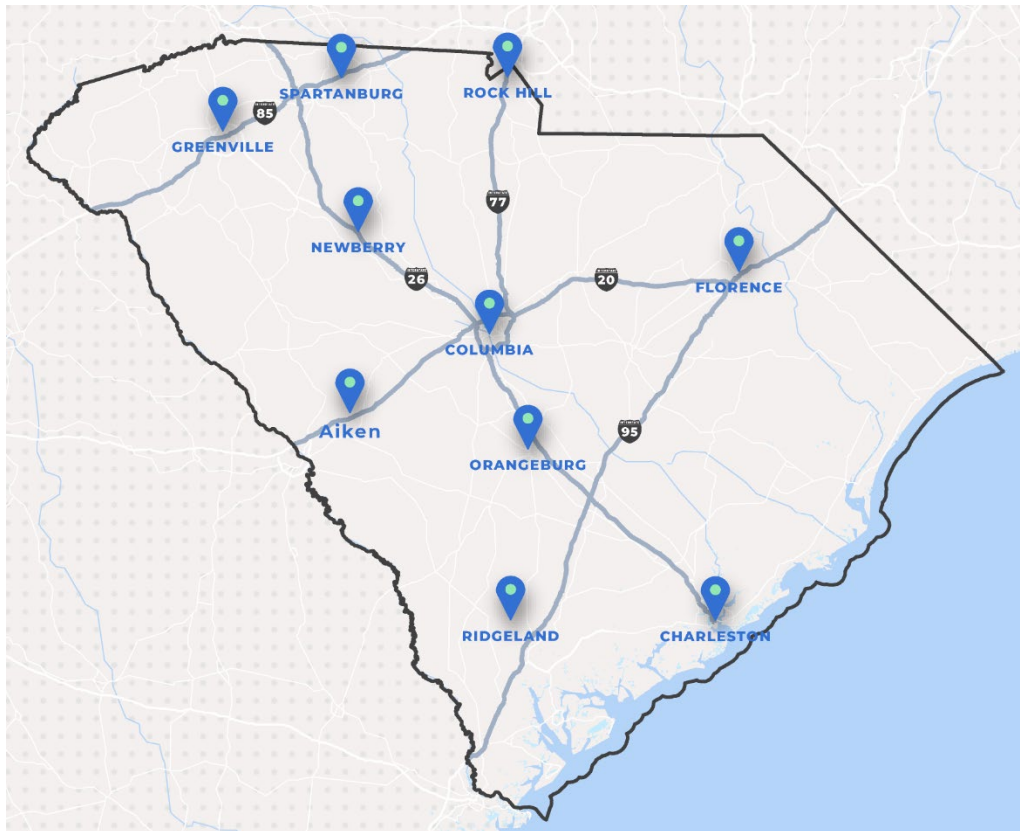 SPARTANBURG
ROCK HILL
85
GREENVILLE
77
NEWBERRY
26
20
FLORENCE
COLUMBIA
Aiken
95
ORANGEBURG
RIDGELAND
CHARLESTON